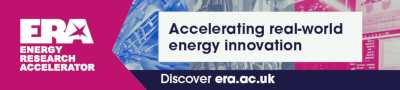 ERA
ENERGY
RESEARCH
ACCELERATOR
Accelerating real-world
energy innovation
Discover era.ac.uk